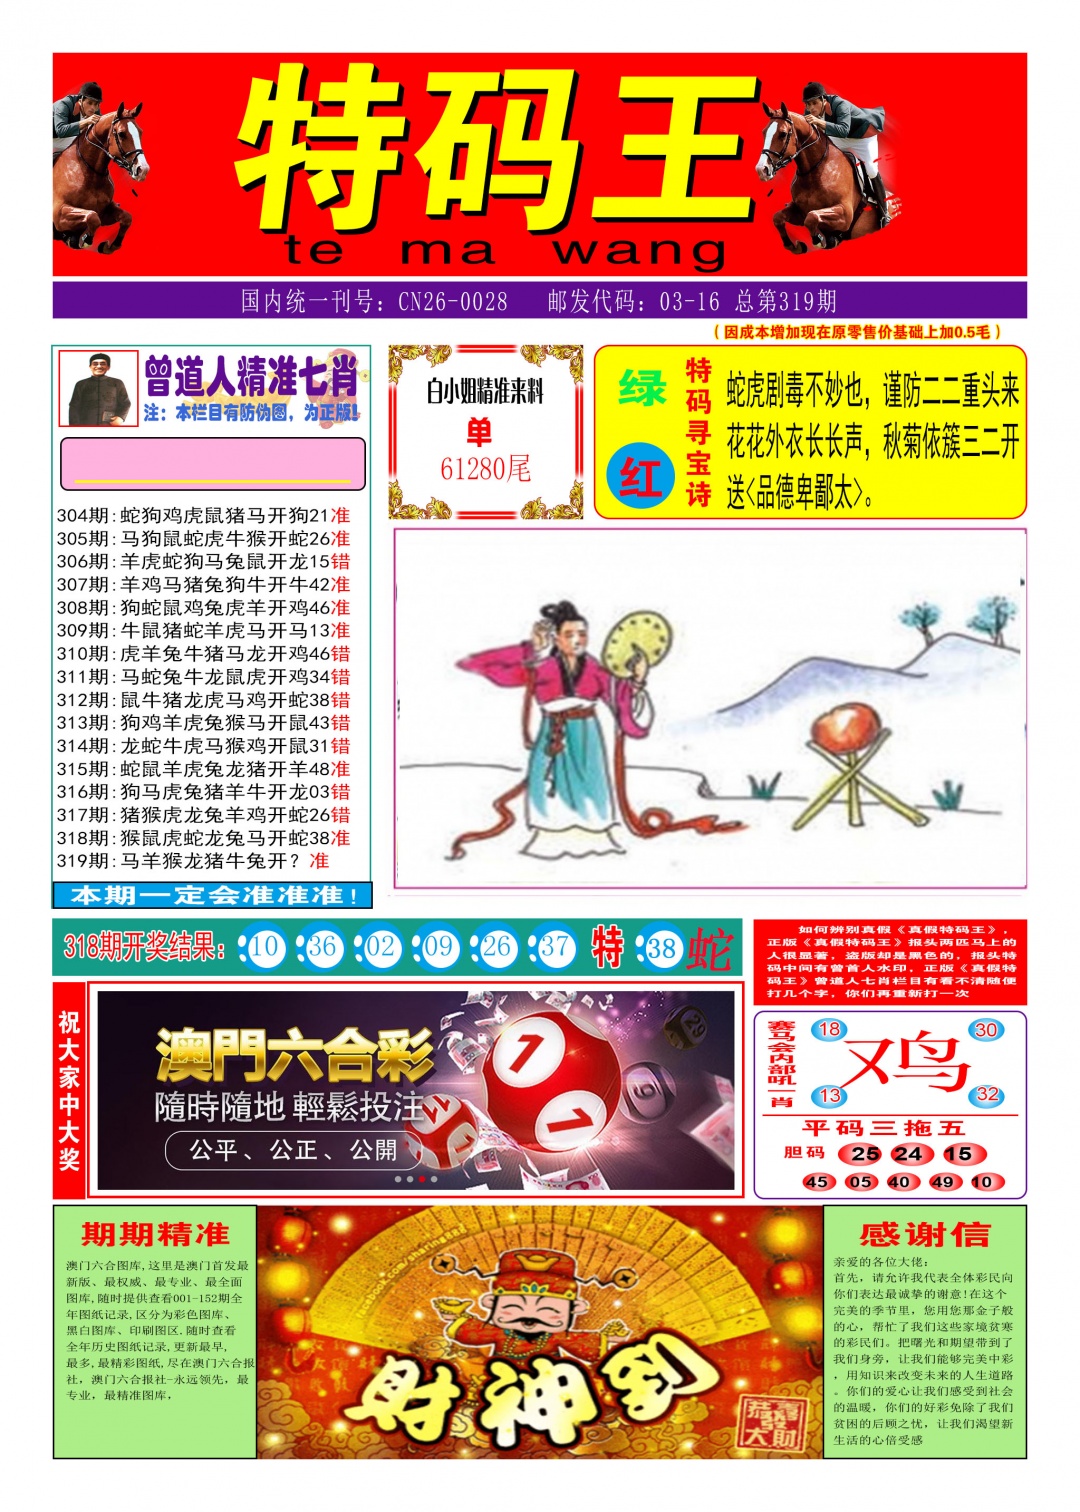 特码王
te ma wang
国内统一刊号：CN26-0028 邮发代码：03-16 总第319期
（因成本增加现在原零售价基础上加0.5毛）
曾道人精准七肖
注：本栏目有防伪图，为正版！
304期:蛇狗鸡虎鼠猪马开狗21准
305期:马狗鼠蛇虎牛猴开蛇26准
306期:羊虎蛇狗马兔鼠开龙15错
307期:羊鸡马猪兔狗牛开牛42准
308期:狗蛇鼠鸡兔虎羊开鸡46准
309期:牛鼠猪蛇羊虎马开马13准
310期:虎羊兔牛猪马龙开鸡46错
311期:马蛇兔牛龙鼠虎开鸡34错
312期:鼠牛猪龙虎马鸡开蛇38错
313期:狗鸡羊虎兔猴马开鼠43错
314期:龙蛇牛虎马猴鸡开鼠31错
315期:蛇鼠羊虎兔龙猪开羊48准
316期:狗马虎兔猪羊牛开龙03错
317期:猪猴虎龙兔羊鸡开蛇26错
318期:猴鼠虎蛇龙兔马开蛇38准
319期:马羊猴龙猪牛兔开？准
本期一定会准准准！
白小姐精准来料
单
61280尾
绿
红
特码寻宝诗
蛇虎剧毒不妙也，谨防二二重头来
花花外衣长长声，秋菊依簇三二开
送<品德卑鄙太>。
318期开奖结果：10 36 02 09 26 37 特 38 蛇
如何辨别真假《真假特码王》，
正版《真假特码王》报头两匹马上的
人很显著，盗版却是黑色的，报头特
码中间有曾首人水印，正版《真假特
码王》曾道人七肖栏目有看不清随便
打几个字，你们再重新打一次
祝大家中大奖
澳門六合彩
隨時隨地 輕鬆投注
公平、公正、公開
1
1
12
6
29
赛马会内部吼一肖
18
30
双鸡
13
32
平码三拖五
胆码 25 24 15
45 05 40 49 10
期期精准
澳门六合图库,这里是澳门首发最
新版、最权威、最专业、最全面
图库,随时提供查看001-152期全
年图纸记录,区分为彩色图库、
黑白图库、印刷图区.随时查看
全年历史图纸记录,更新最早,
最多,最精彩图纸,尽在澳门六合报
社，澳门六合报社-永远领先，最
专业，最精准图库，
財神到
恭喜發財
大
感谢信
亲爱的各位大佬：
首先，请允许我代表全体彩民向
你们表达最诚挚的谢意！在这个
完美的季节里，您用您那金子般
的心，帮忙了我们这些家境贫寒
的彩民们。把曙光和期望带到了
我们身旁，让我们能够完美中彩
，用知识来改变未来的人生道路
。你们的爱心让我们感受到社会
的温暖，你们的好彩免除了我们
贫困的后顾之忧，让我们渴望新
生活的心倍受感